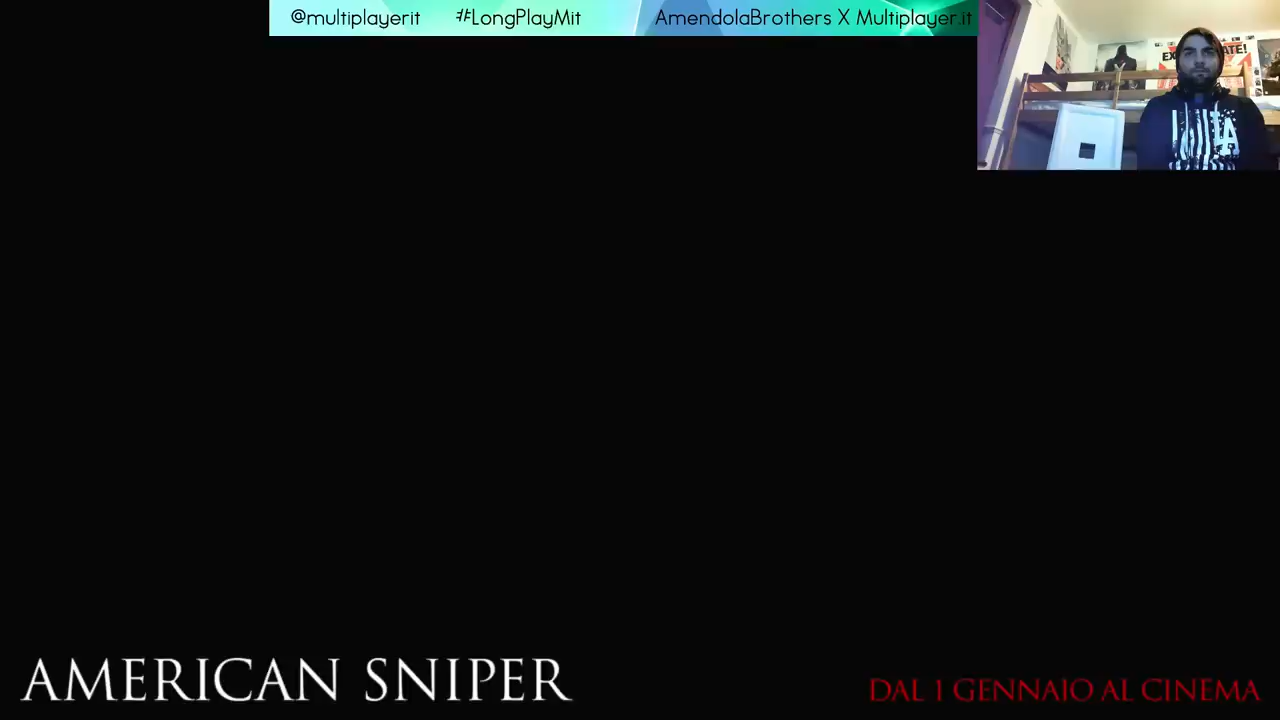 @multiplayerit #LongPlayMit AmendolaBrothers X Multiplayer.it
AMERICAN SNIPER
DAL 1 GENNAIO AL CINEMA